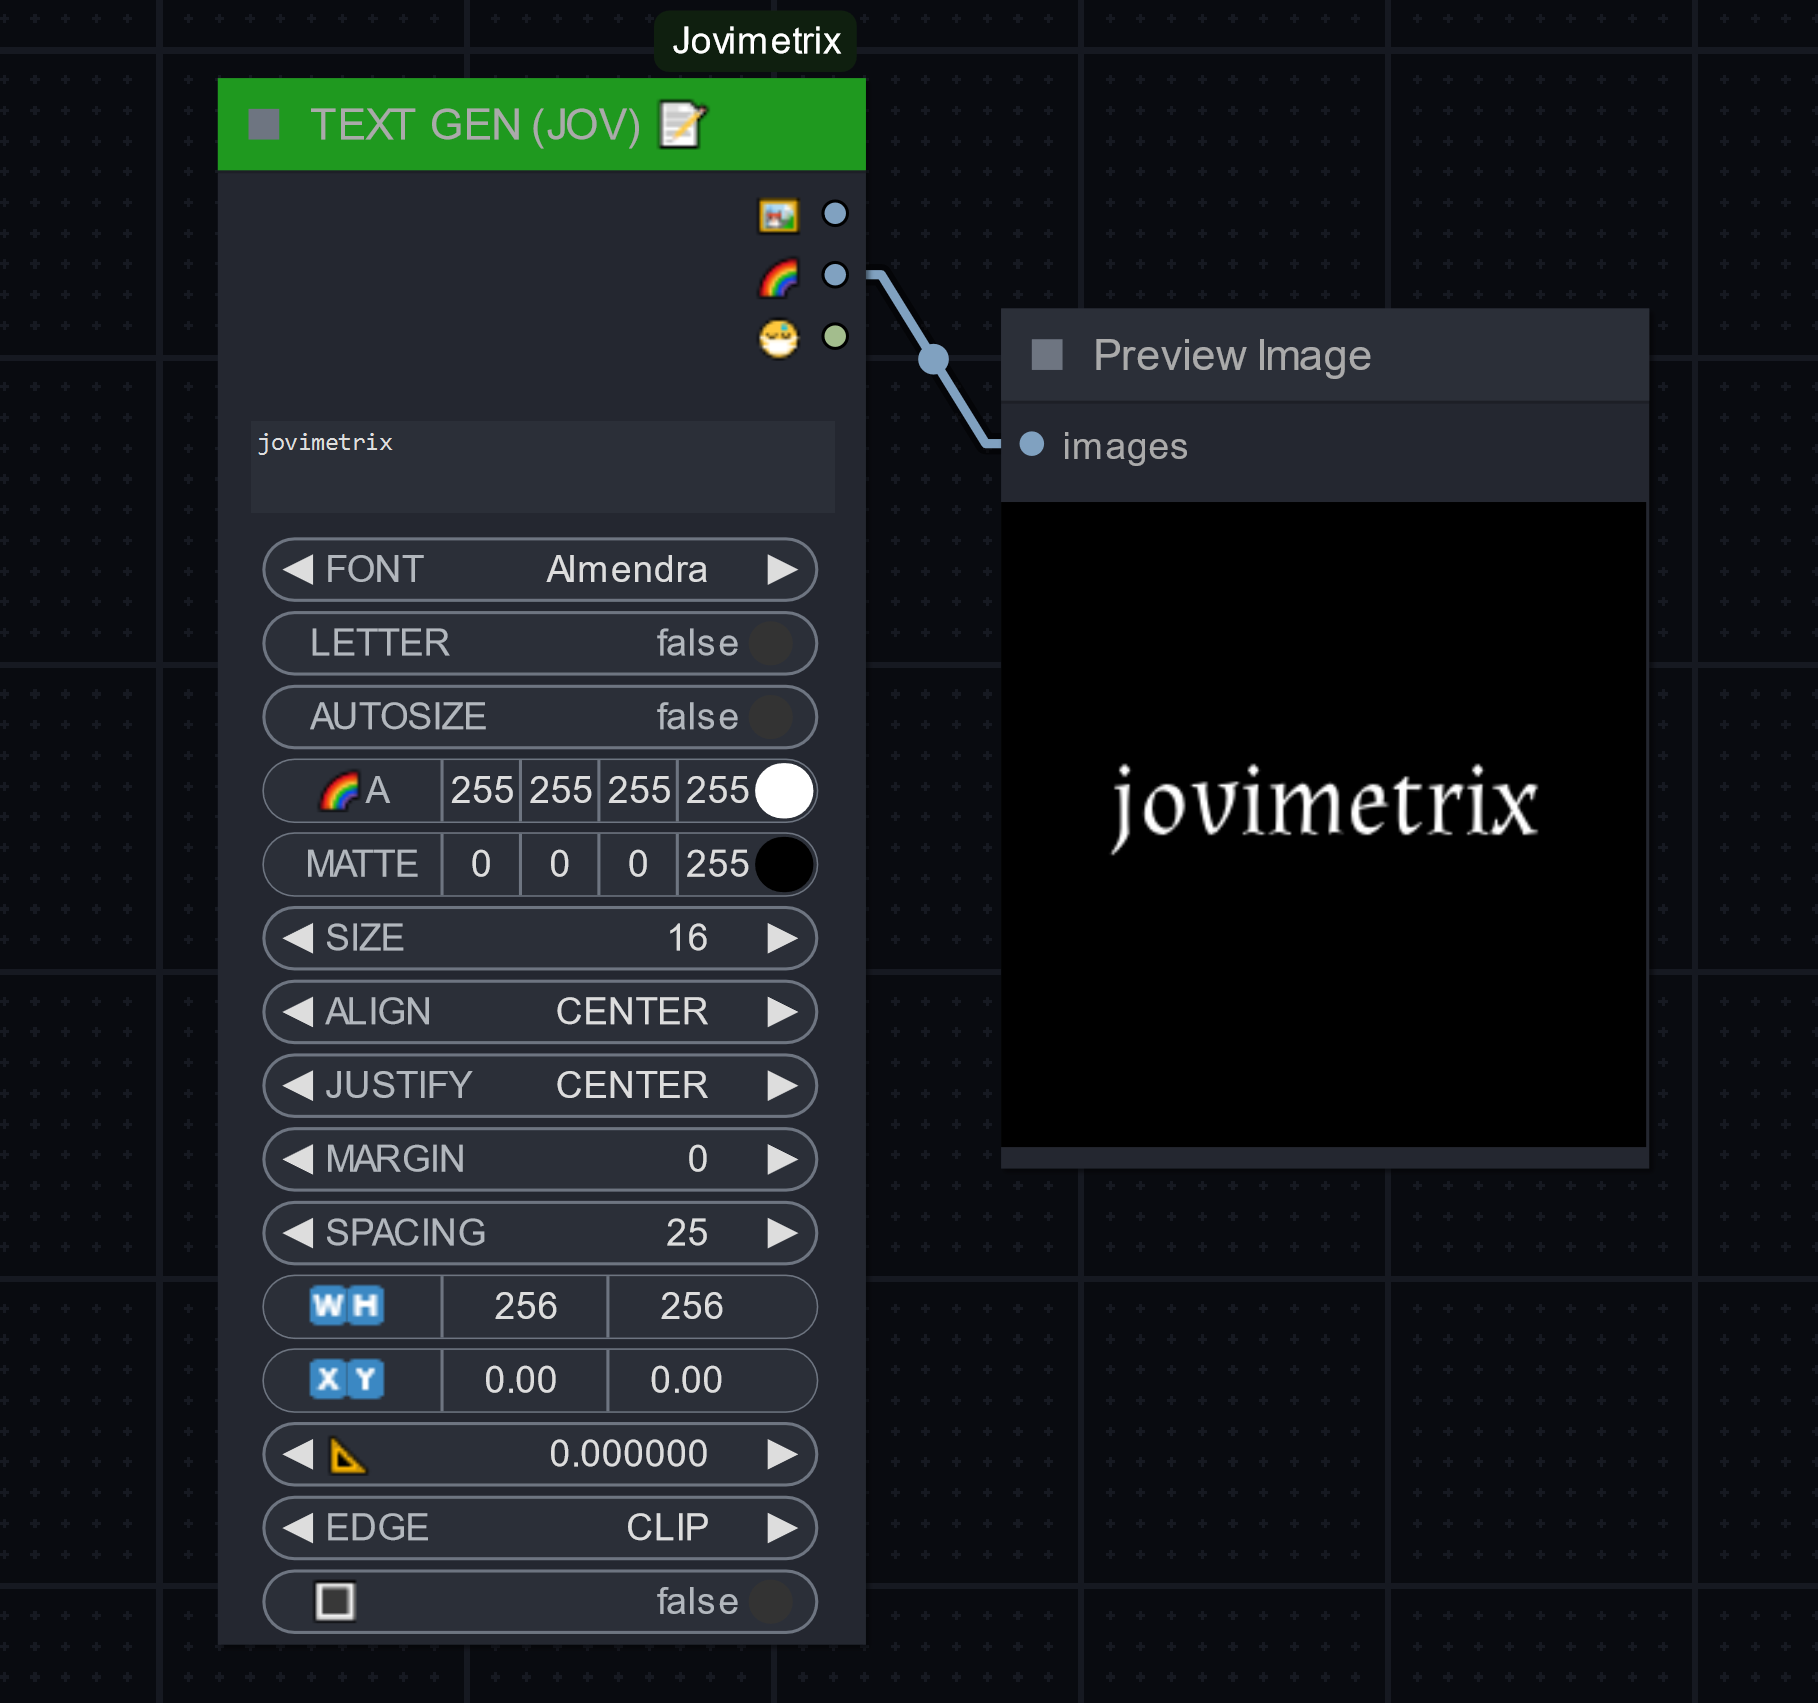 Jovimetrix
TEXT GEN (JOV)
jovimetrix
FONT Almendra
LETTER false
AUTOSIZE false
A 255 255 255 255
MATTE 0 0 0 255
SIZE 16
ALIGN CENTER
JUSTIFY CENTER
MARGIN 0
SPACING 25
W H 256 256
X Y 0.00 0.00
0.000000
EDGE CLIP
false
Preview Image
images
jovimetrix